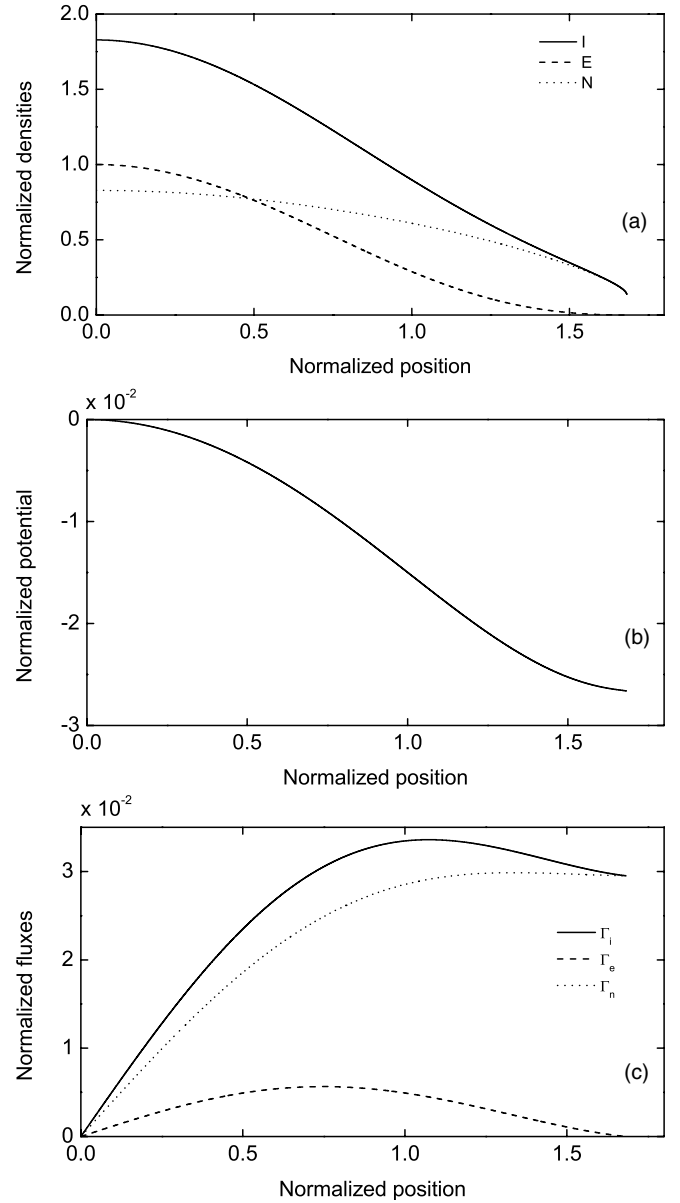 2.0
1.5
1.0
0.5
0.0
Normalized densities
I
E
N
(a)
0.0 0.5 1.0 1.5
Normalized position
x 10-2
0
-1
-2
-3
Normalized potential
(b)
0.0 0.5 1.0 1.5
Normalized position
x 10-2
3
2
1
0
Normalized fluxes
Γi
Γe
Γn
(c)
0.0 0.5 1.0 1.5
Normalized position